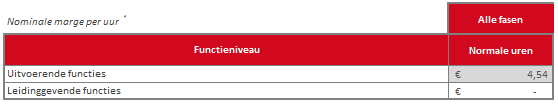 Nominale marge per uur * Alle fasen
Functieniveau Normale uren
Uitvoerende functies € 4,54
Leidinggevende functies € -